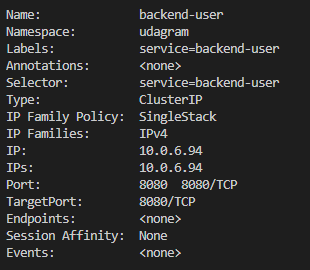 Name: backend-user
Namespace: udagram
Labels: service=backend-user
Annotations: <none>
Selector: service=backend-user
Type: ClusterIP
IP Family Policy: SingleStack
IP Families: IPv4
IP: 10.0.6.94
IPs: 10.0.6.94
Port: 8080 8080/TCP
TargetPort: 8080/TCP
Endpoints: <none>
Session Affinity: None
Events: <none>